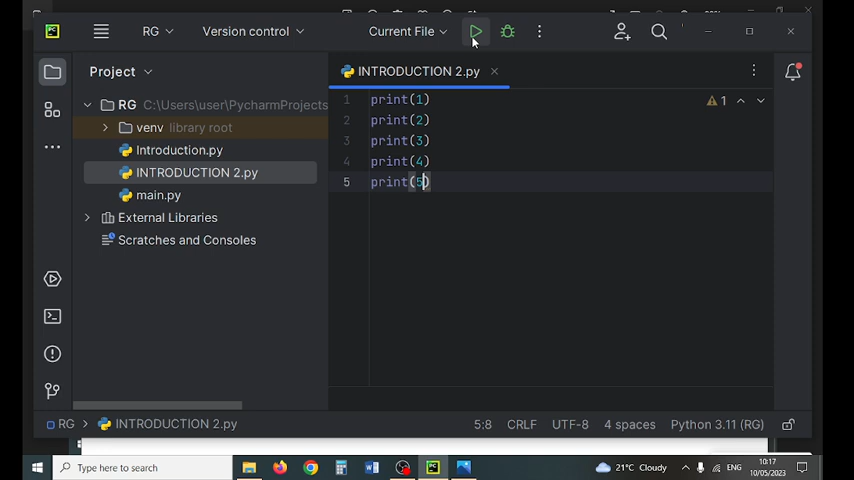 PC
RG
Version control
Current File
Project
INTRODUCTION 2.py
RG C:\Users\user\PycharmProjects
venv library root
Introduction.py
INTRODUCTION 2.py
main.py
External Libraries
Scratches and Consoles
1 print(1)
2 print(2)
3 print(3)
4 print(4)
5 print(5)
1
RG
INTRODUCTION 2.py
5:8
CRLF
UTF-8
4 spaces
Python 3.11 (RG)
Type here to search
21°C Cloudy
ENG
10:17
10/05/2023